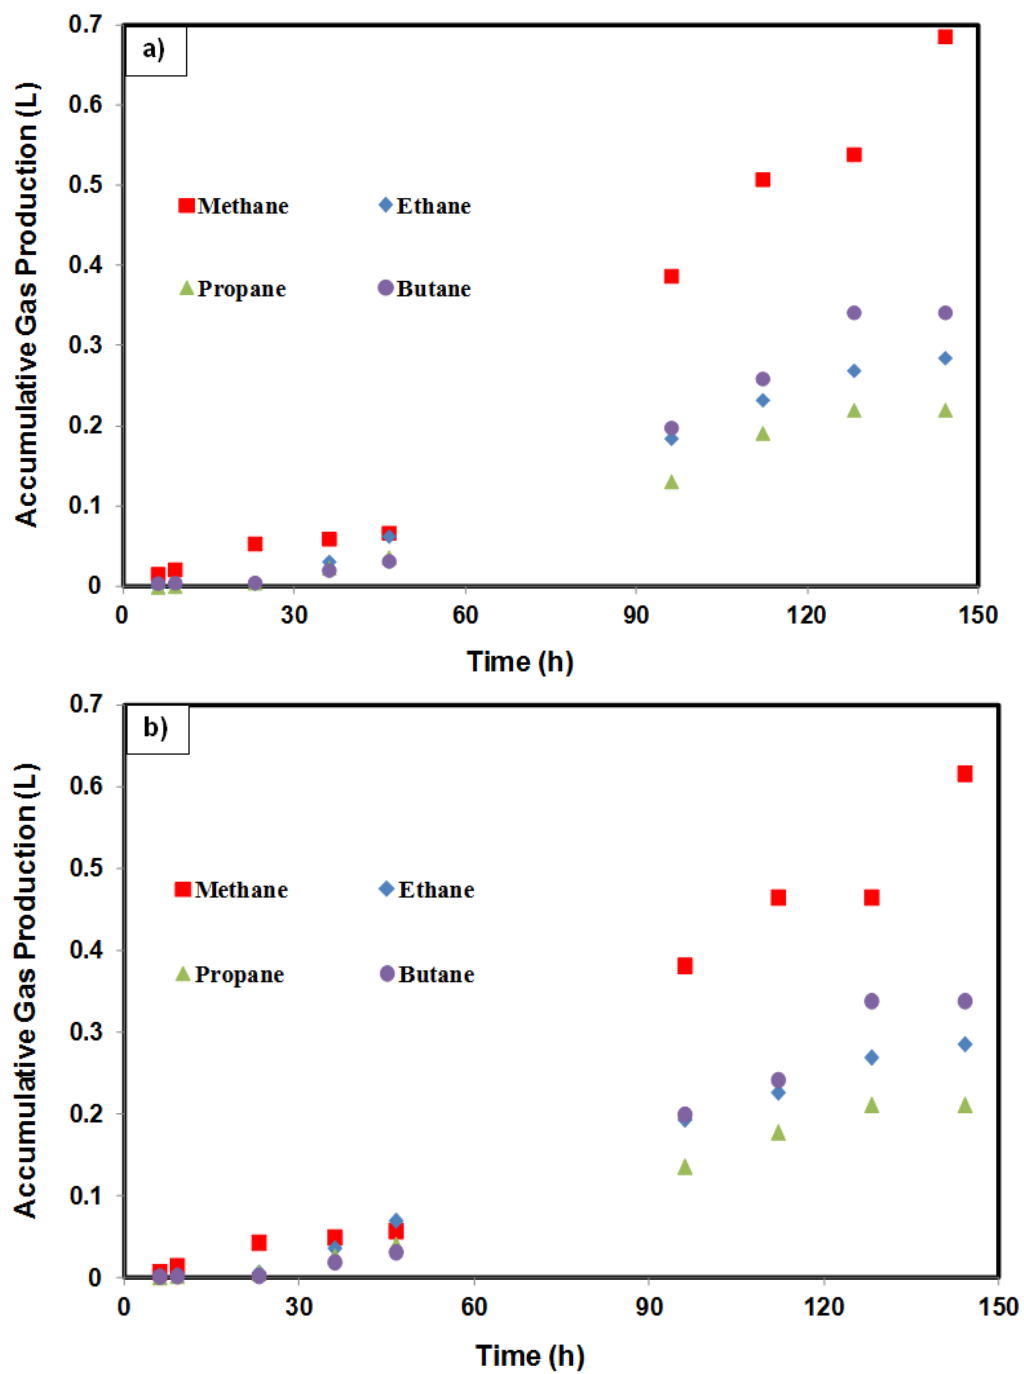 a)
Accumulative Gas Production (L)
0.7
0.6
0.5
0.4
0.3
0.2
0.1
0
Methane Ethane
Propane Butane
0 30 60 90 120 150
Time (h)
b)
Accumulative Gas Production (L)
0.7
0.6
0.5
0.4
0.3
0.2
0.1
0
Methane Ethane
Propane Butane
0 30 60 90 120 150
Time (h)